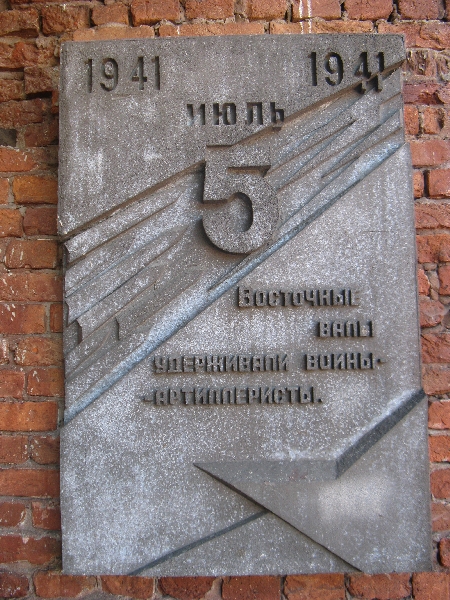 1941 1941
ИЮЛЬ
5
Восточные
валы
удерживали воины-
-артиллеристы.